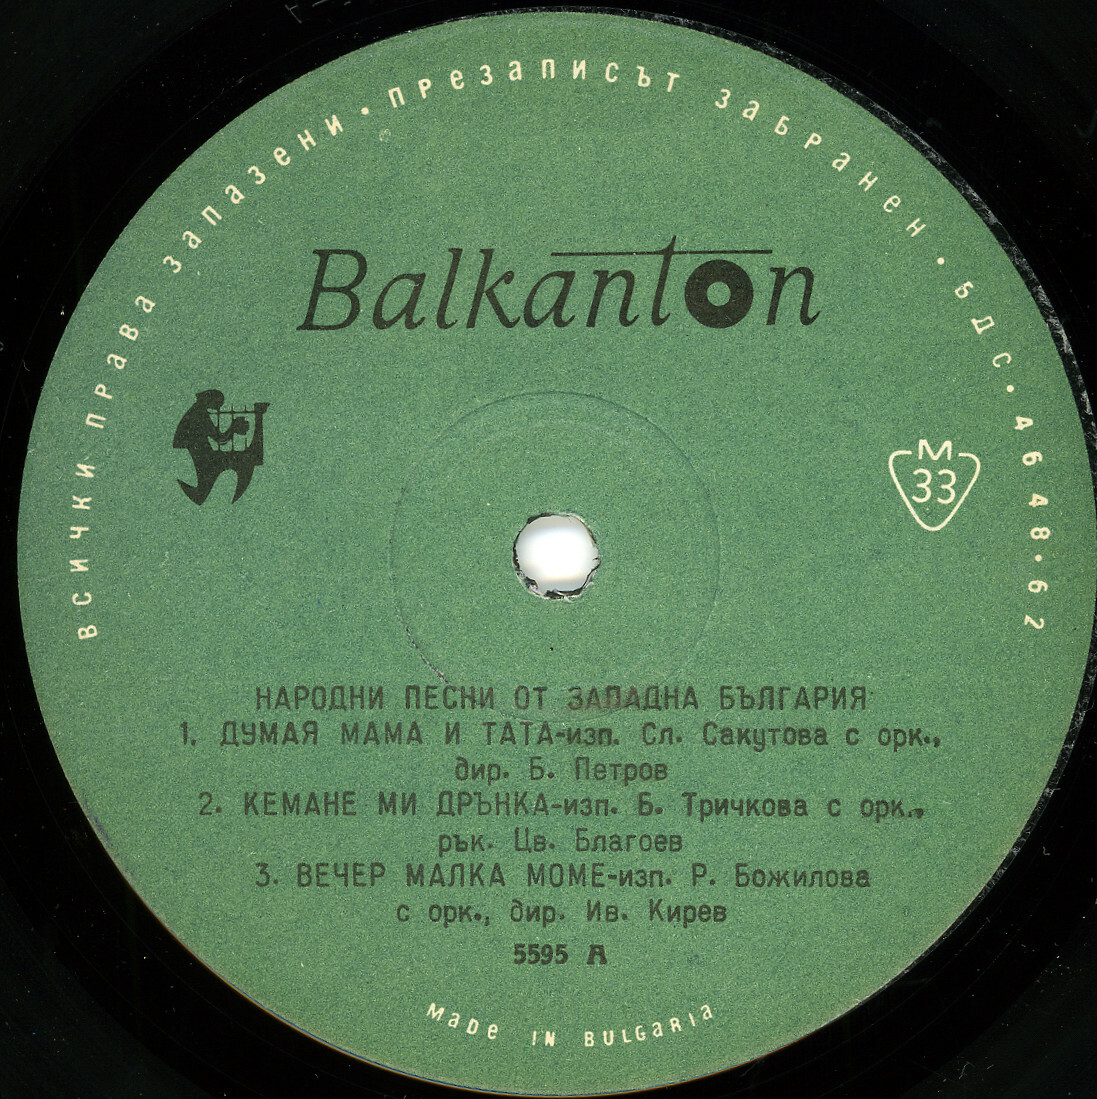 ВСИЧКИ ПРАВА ЗАПАЗЕНИ • ПРЕЗАПИСЪТ ЗАБРАНЕН • БДС • 4648 • 62
Balkanton
М
33
НАРОДНИ ПЕСНИ ОТ ЗАПАДНА БЪЛГАРИЯ
1. ДУМАЯ МАМА И ТАТА-изп. Сл. Сакутова с орк.,
дир. Б. Петров
2. КЕМАНЕ МИ ДРЪНКА-изп. Б. Тричкова с орк.,
рък. Цв. Благоев
3. ВЕЧЕР МАЛКА МОМЕ-изп. Р. Божилова
с орк., дир. Ив. Кирев
5595 А
MADE IN BULGARIA